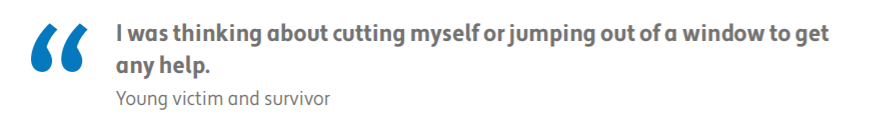 “
I was thinking about cutting myself or jumping out of a window to get
any help.
Young victim and survivor